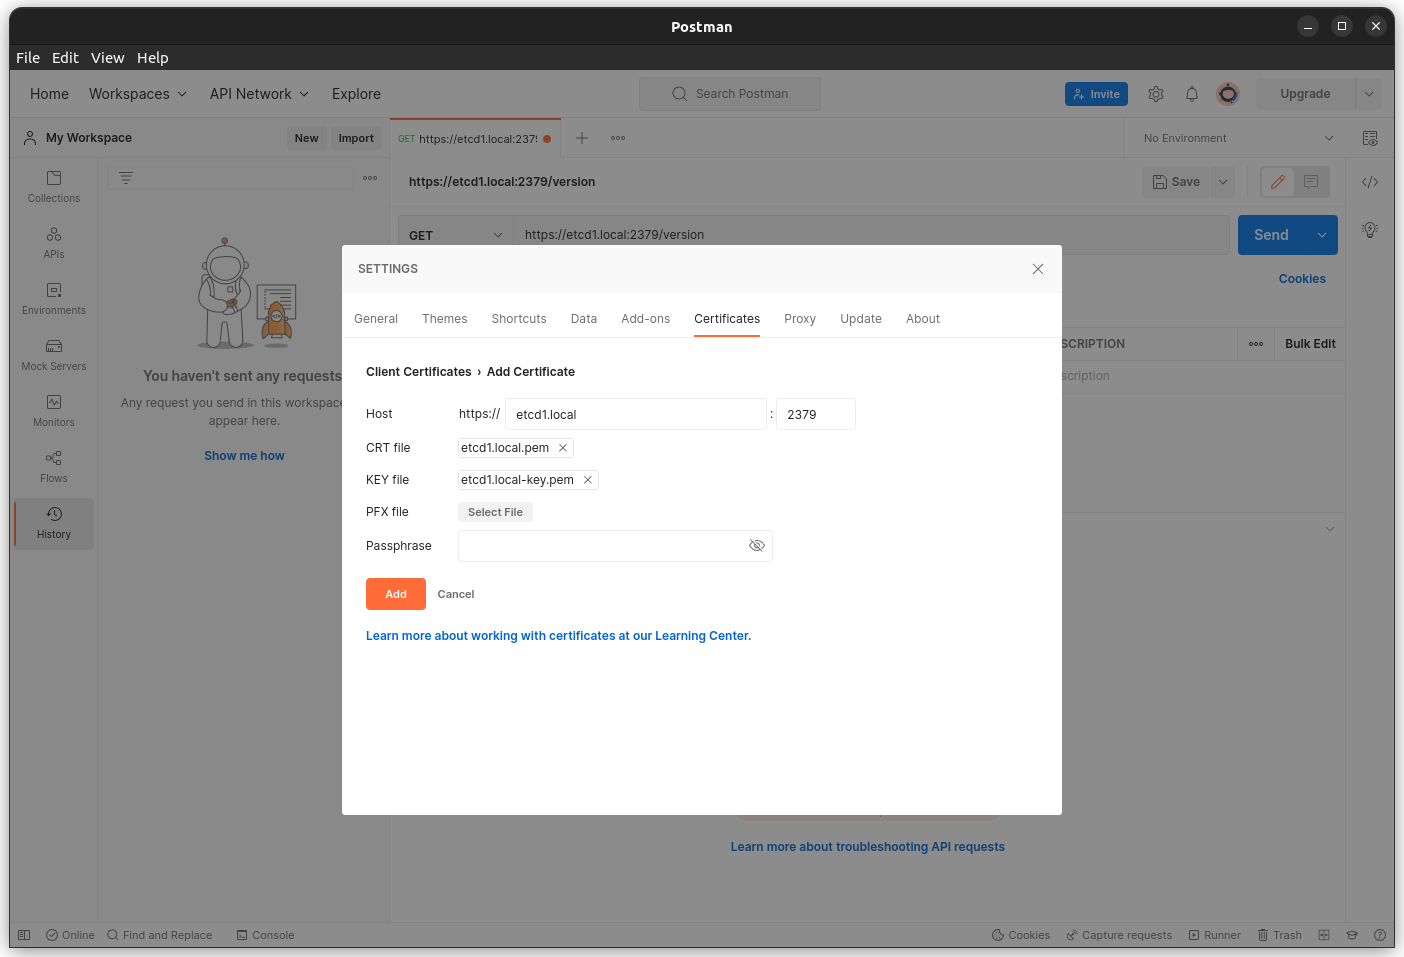 Postman
File Edit View Help
Home Workspaces API Network Explore Search Postman Invite Upgrade
My Workspace New Import GET https://etcd1.local:237 No Environment
Collections
https://etcd1.local:2379/version Save
GET https://etcd1.local:2379/version Send
APIs
Cookies
Environments
SCRIPTION Bulk Edit
Mock Servers
scription
You haven't sent any requests
Any request you send in this workspace
appear here.
Monitors
Show me how
Flows
History
SETTINGS
General Themes Shortcuts Data Add-ons Certificates Proxy Update About
Client Certificates › Add Certificate
Host https:// etcd1.local : 2379
CRT file etcd1.local.pem
KEY file etcd1.local-key.pem
PFX file Select File
Passphrase
Add Cancel
Learn more about working with certificates at our Learning Center.
Learn more about troubleshooting API requests
Online Find and Replace Console Cookies Capture requests Runner Trash